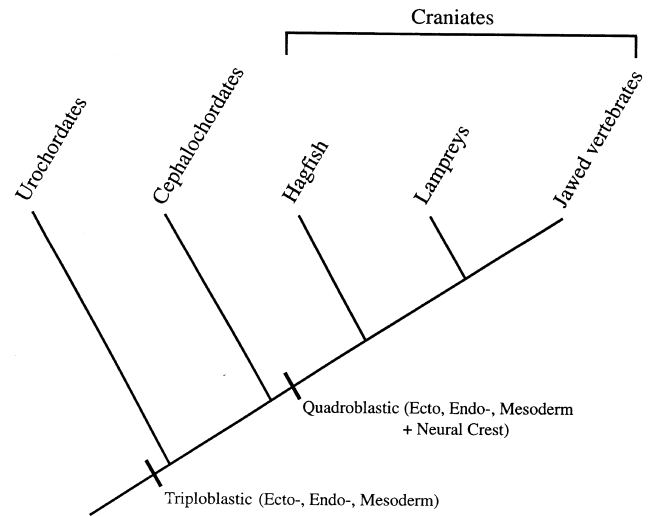 Craniates
Urochordates
Cephalochordates
Hagfish
Lampreys
Jawed vertebrates
Quadroblastic (Ecto, Endo-, Mesoderm
+ Neural Crest)
Triploblastic (Ecto-, Endo-, Mesoderm)